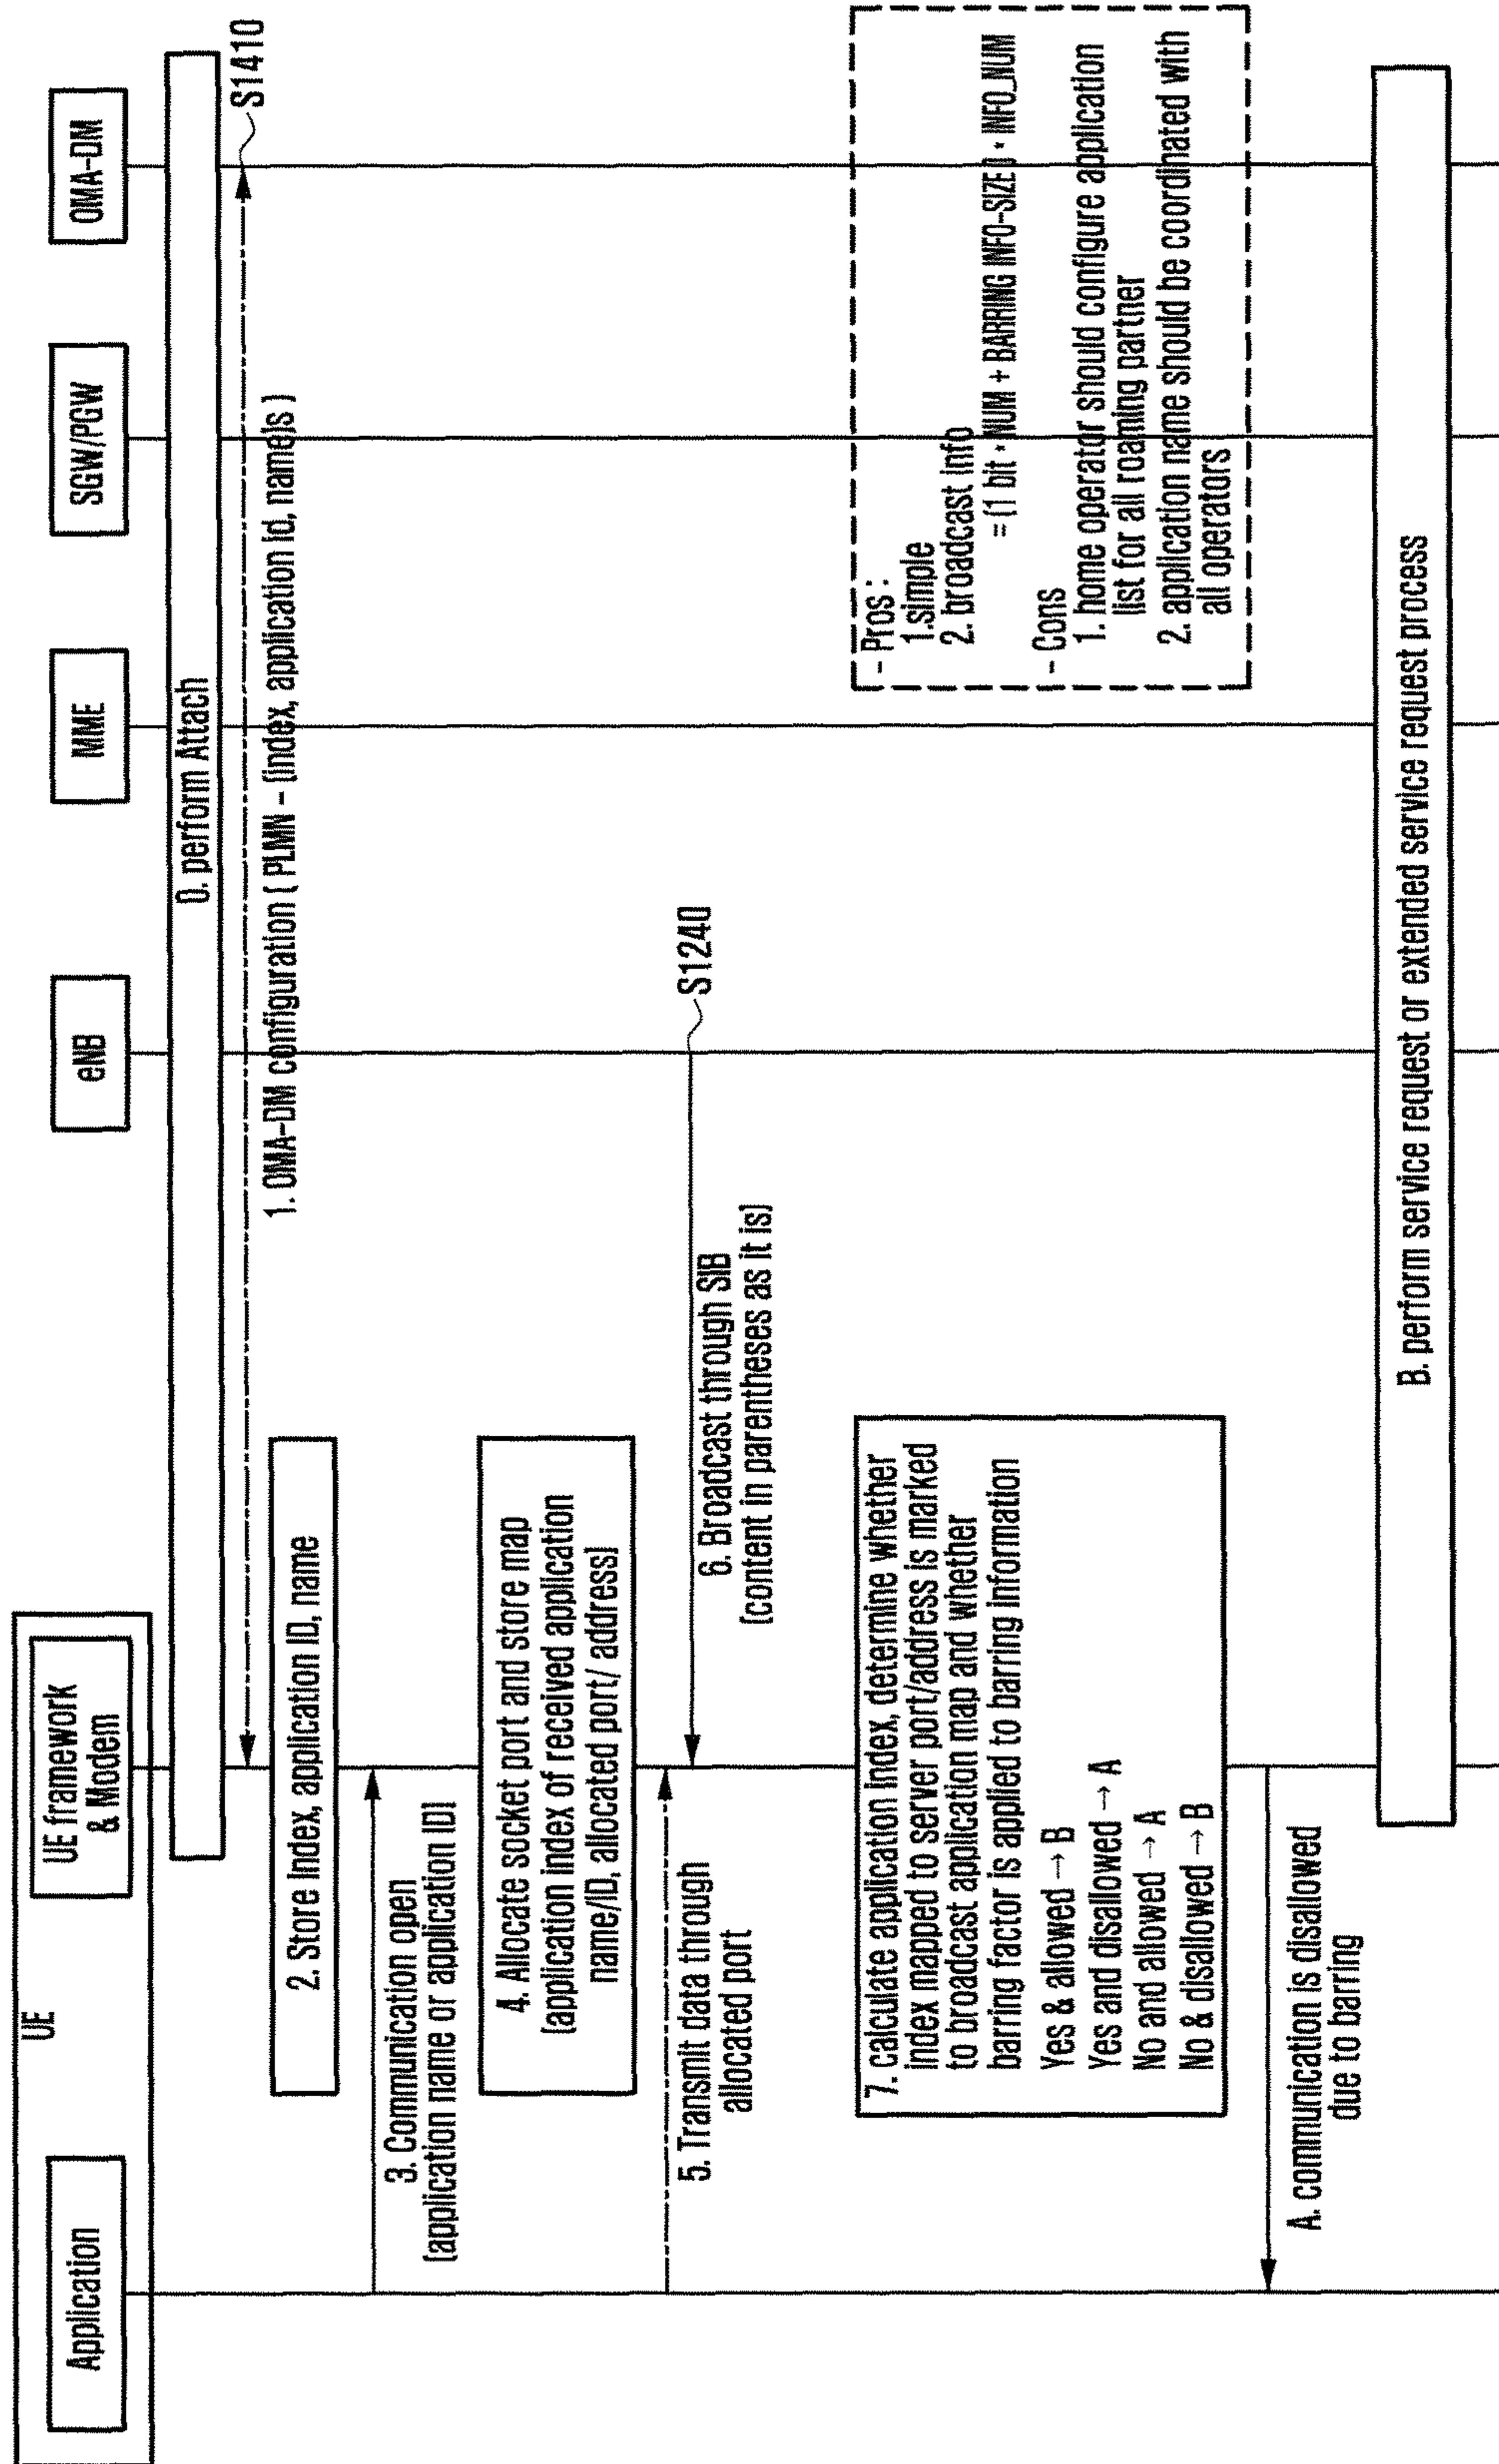 UE
Application
UE framework
& Modem
eNB
MME
SGW/PGW
OMA-DM
0. perform Attach
S1410
1. OMA-DM configuration ( PLMN - (index, application id, name)s )
2. Store Index, application ID, name
3. Communication open
(application name or application ID)
4. Allocate socket port and store map
(application index of received application
name/ID, allocated port/ address)
5. Transmit data through
allocated port
S1240
6. Broadcast through SIB
(content in parentheses as it is)
7. calculate application index, determine whether
index mapped to server port/address is marked
to broadcast application map and whether
barring factor is applied to barring information
Yes & allowed → B
Yes and disallowed → A
No and allowed → A
No & disallowed → B
- Pros :
1.simple
2. broadcast info
= (1 bit * NUM + BARRING INFO-SIZE ) * INFO_NUM
- Cons
1. home operator should configure application
list for all roaming partner
2. application name should be coordinated with
all operators
A. communication is disallowed
due to barring
B. perform service request or extended service request process